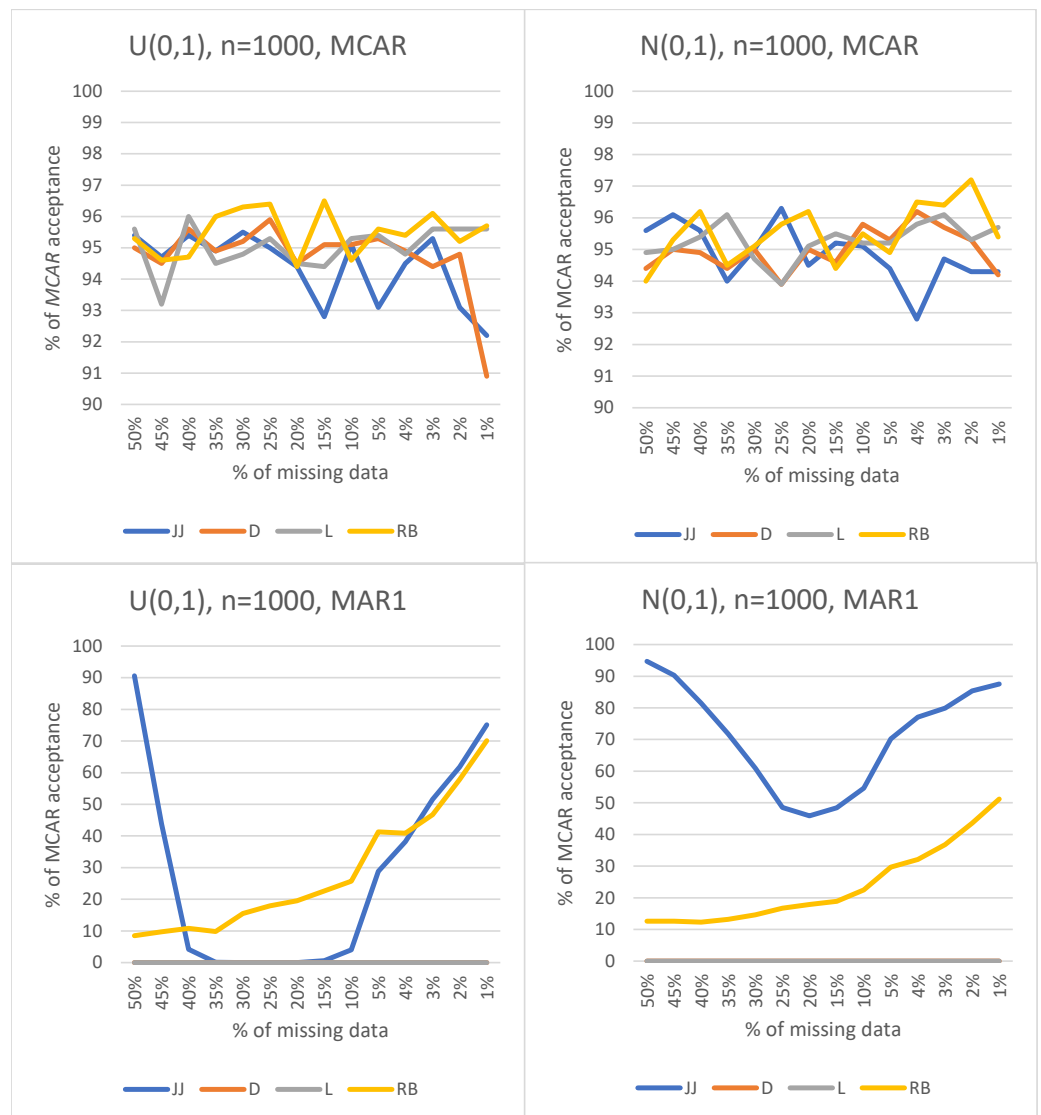 U(0,1), n=1000, MCAR
% of MCAR acceptance
100
99
98
97
96
95
94
93
92
91
90
50% 45% 40% 35% 30% 25% 20% 15% 10% 5% 4% 3% 2% 1%
% of missing data
JJ D L RB
N(0,1), n=1000, MCAR
% of MCAR acceptance
100
99
98
97
96
95
94
93
92
91
90
50% 45% 40% 35% 30% 25% 20% 15% 10% 5% 4% 3% 2% 1%
% of missing data
JJ D L RB
U(0,1), n=1000, MAR1
% of MCAR acceptance
100
90
80
70
60
50
40
30
20
10
0
50% 45% 40% 35% 30% 25% 20% 15% 10% 5% 4% 3% 2% 1%
% of missing data
JJ D L RB
N(0,1), n=1000, MAR1
% of MCAR acceptance
100
90
80
70
60
50
40
30
20
10
0
50% 45% 40% 35% 30% 25% 20% 15% 10% 5% 4% 3% 2% 1%
% of missing data
JJ D L RB